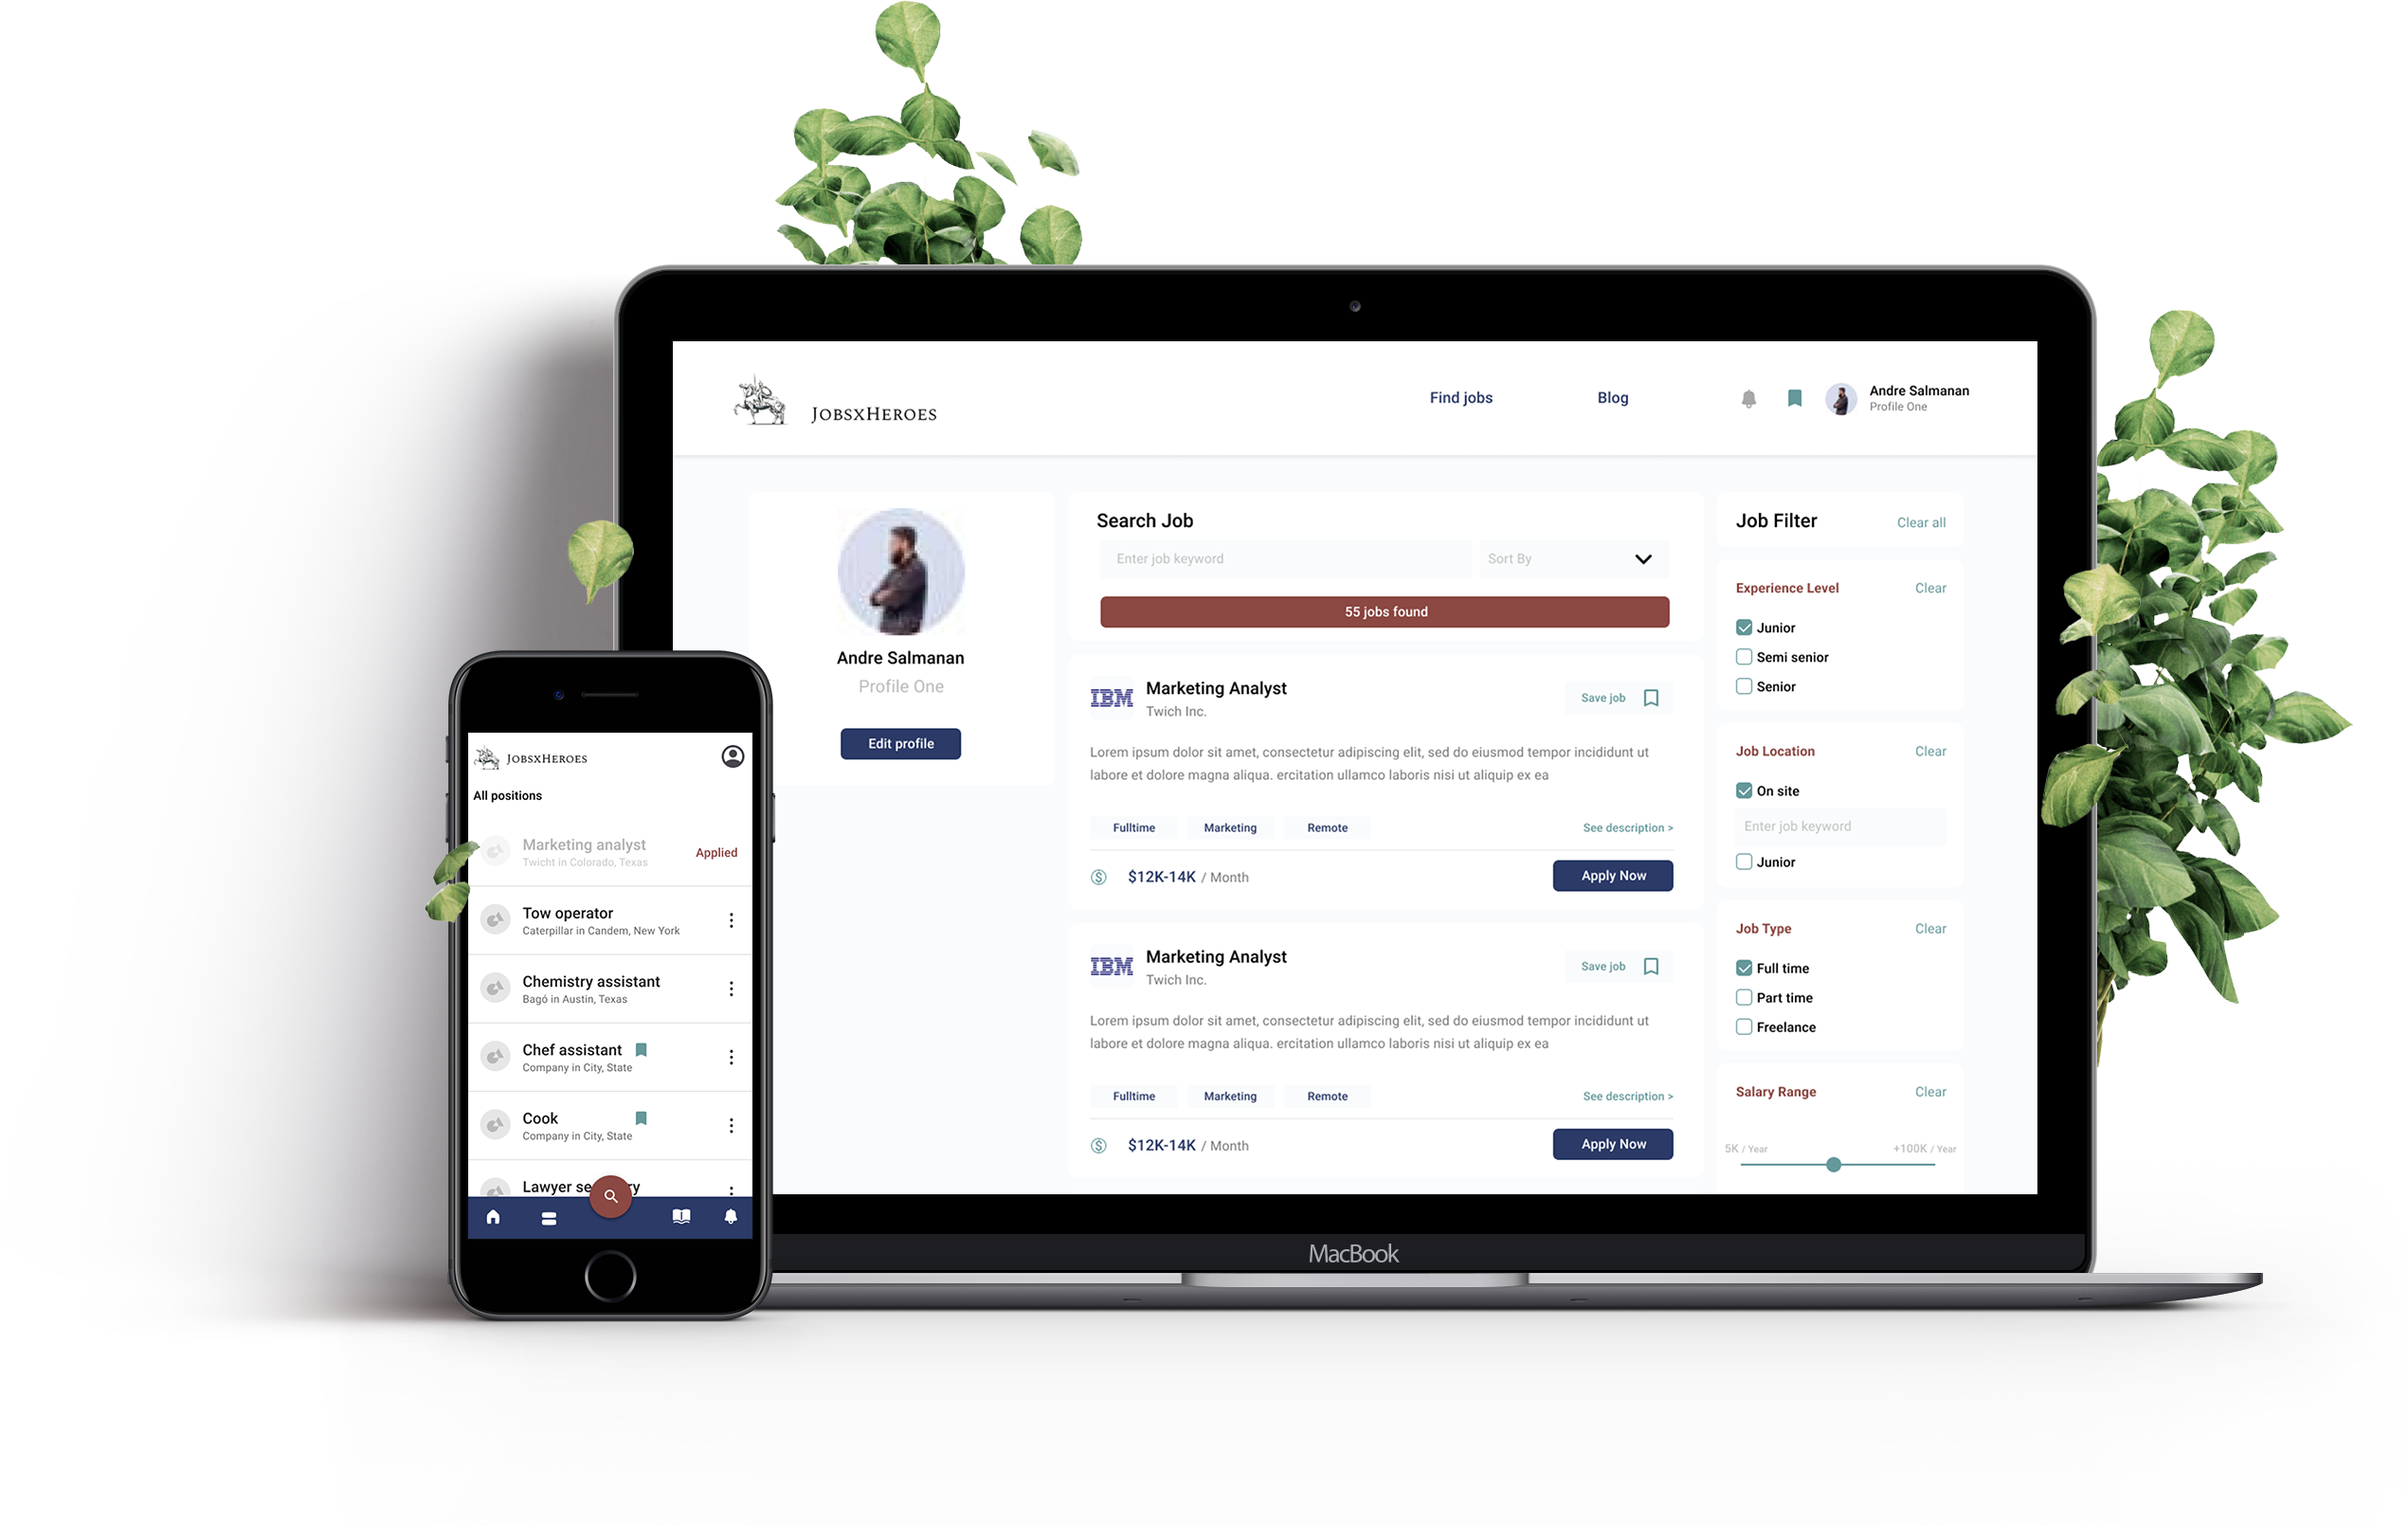 JobsxHeroes
Find jobs
Blog
Andre Salmanan
Profile One
Andre Salmanan
Profile One
Edit profile
Search Job
Enter job keyword
Sort By
55 jobs found
IBM
Marketing Analyst
Twich Inc.
Save job
Lorem ipsum dolor sit amet, consectetur adipiscing elit, sed do eiusmod tempor incididunt ut
labore et dolore magna aliqua. ercitation ullamco laboris nisi ut aliquip ex ea
Fulltime
Marketing
Remote
See description >
$12K-14K / Month
Apply Now
IBM
Marketing Analyst
Twich Inc.
Save job
Lorem ipsum dolor sit amet, consectetur adipiscing elit, sed do eiusmod tempor incididunt ut
labore et dolore magna aliqua. ercitation ullamco laboris nisi ut aliquip ex ea
Fulltime
Marketing
Remote
See description >
$12K-14K / Month
Apply Now
Job Filter
Clear all
Experience Level
Clear
Junior
Semi senior
Senior
Job Location
Clear
On site
Enter job keyword
Junior
Job Type
Clear
Full time
Part time
Freelance
Salary Range
Clear
5K / Year
+100K / Year
MacBook
JobsxHeroes
All positions
Marketing analyst
Twicht in Colorado, Texas
Applied
Tow operator
Caterpillar in Candem, New York
Chemistry assistant
Bagó in Austin, Texas
Chef assistant
Company in City, State
Cook
Company in City, State
Lawyer